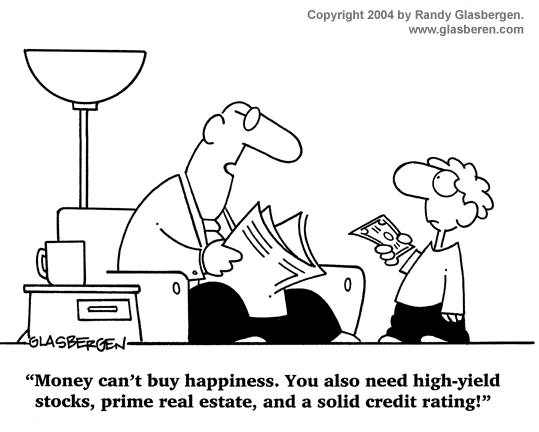 Copyright 2004 by Randy Glasbergen.
www.glasberen.com
GLASBERGEN
“Money can’t buy happiness. You also need high-yield
stocks, prime real estate, and a solid credit rating!”